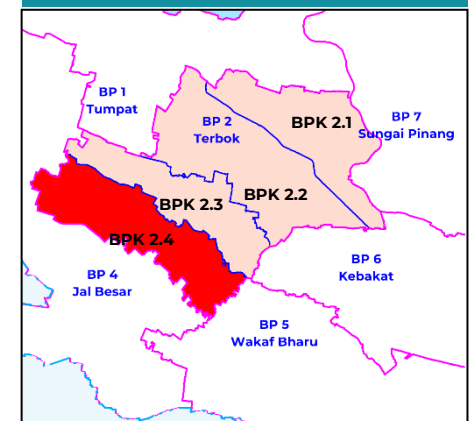 BP 1
Tumpat
BP 2
Terbok
BPK 2.1
BP 7
Sungai Pinang
BPK 2.3
BPK 2.2
BPK 2.4
BP 4
Jal Besar
BP 6
Kebakat
BP 5
Wakaf Bharu